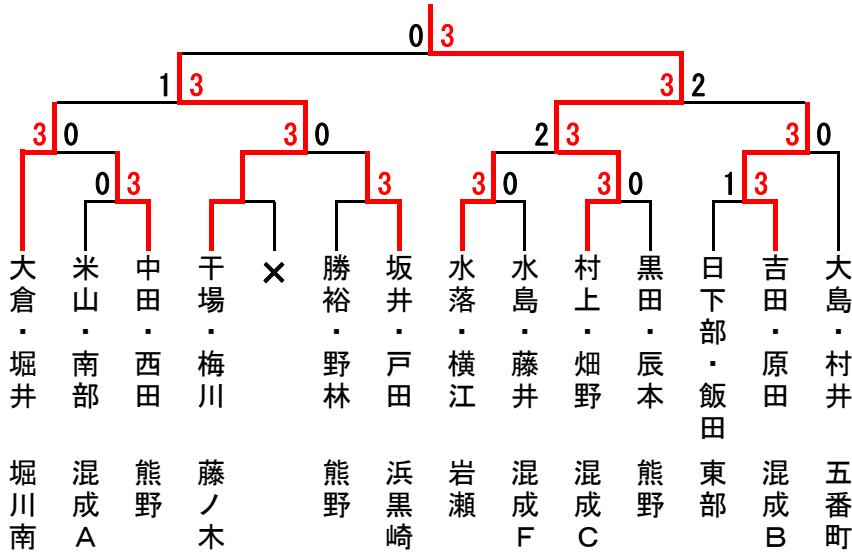 0 3
1 3 3 2
3 0 3 0 2 3 3 0
0 3 3 3 0 3 0 1 3
大倉・堀井 堀川南
米山・南部 混成A
中田・西田 熊野
干場・梅川 藤ノ木
×
勝裕・野林 熊野
坂井・戸田 浜黒崎
水落・横江 岩瀬
水島・藤井 混成F
村上・畑野 混成C
黒田・辰本 熊野
日下部・飯田 東部
吉田・原田 混成B
大島・村井 五番町